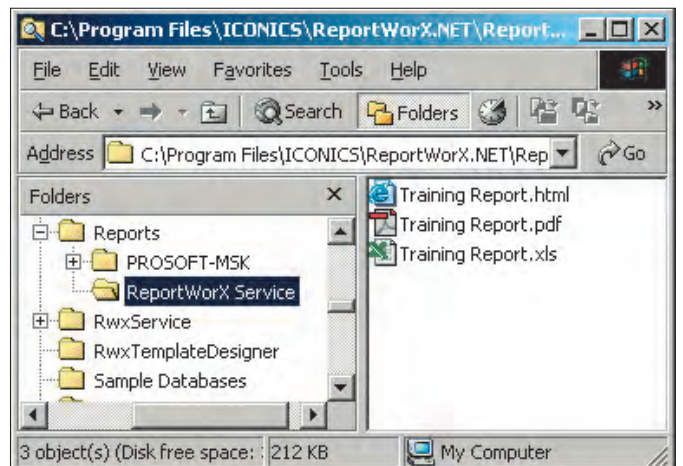 C:\Program Files\ICONICS\ReportWorX.NET\Report...
File Edit View Favorites Tools Help
Back Search Folders »
Address C:\Program Files\ICONICS\ReportWorX.NET\Rep Go
Folders
Reports
PROSOFT-MSK
ReportWorX Service
RwxService
RwxTemplateDesigner
Sample Databases
Training Report.html
Training Report.pdf
Training Report.xls
3 object(s) (Disk free space: 212 KB My Computer